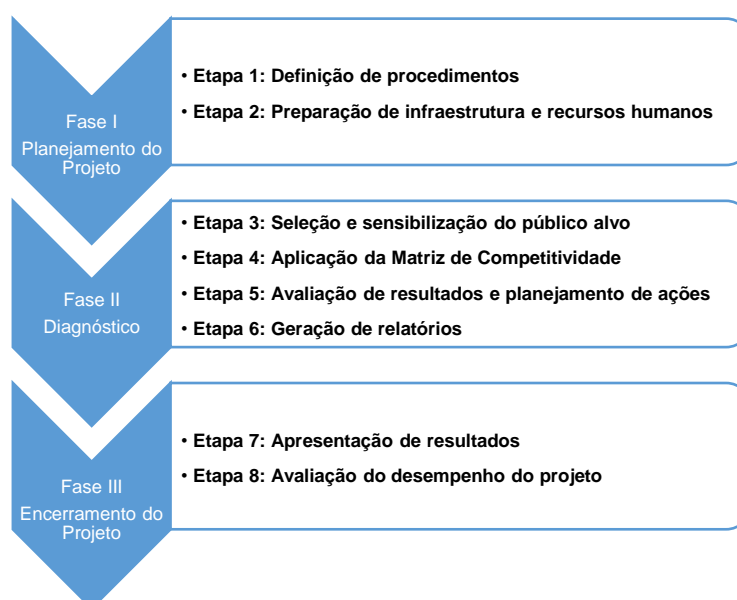 Fase I
Planejamento do
Projeto
• Etapa 1: Definição de procedimentos
• Etapa 2: Preparação de infraestrutura e recursos humanos
Fase II
Diagnóstico
• Etapa 3: Seleção e sensibilização do público alvo
• Etapa 4: Aplicação da Matriz de Competitividade
• Etapa 5: Avaliação de resultados e planejamento de ações
• Etapa 6: Geração de relatórios
Fase III
Encerramento do
Projeto
• Etapa 7: Apresentação de resultados
• Etapa 8: Avaliação do desempenho do projeto